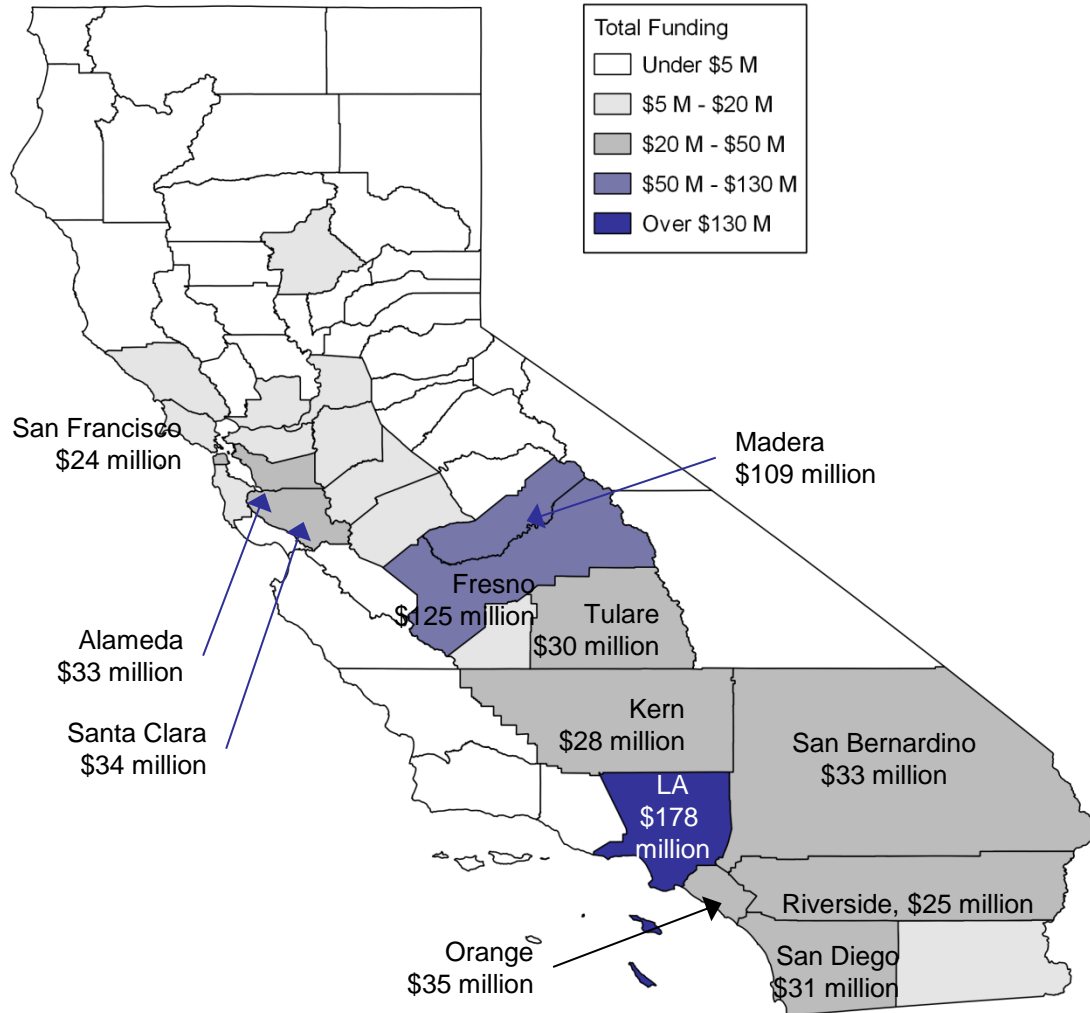 Total Funding
Under $5 M
$5 M - $20 M
$20 M - $50 M
$50 M - $130 M
Over $130 M
San Francisco
$24 million
Madera
$109 million
Fresno
$125 million
Tulare
$30 million
Alameda
$33 million
Santa Clara
$34 million
Kern
$28 million
San Bernardino
$33 million
LA
$178
million
Riverside, $25 million
Orange
$35 million
San Diego
$31 million